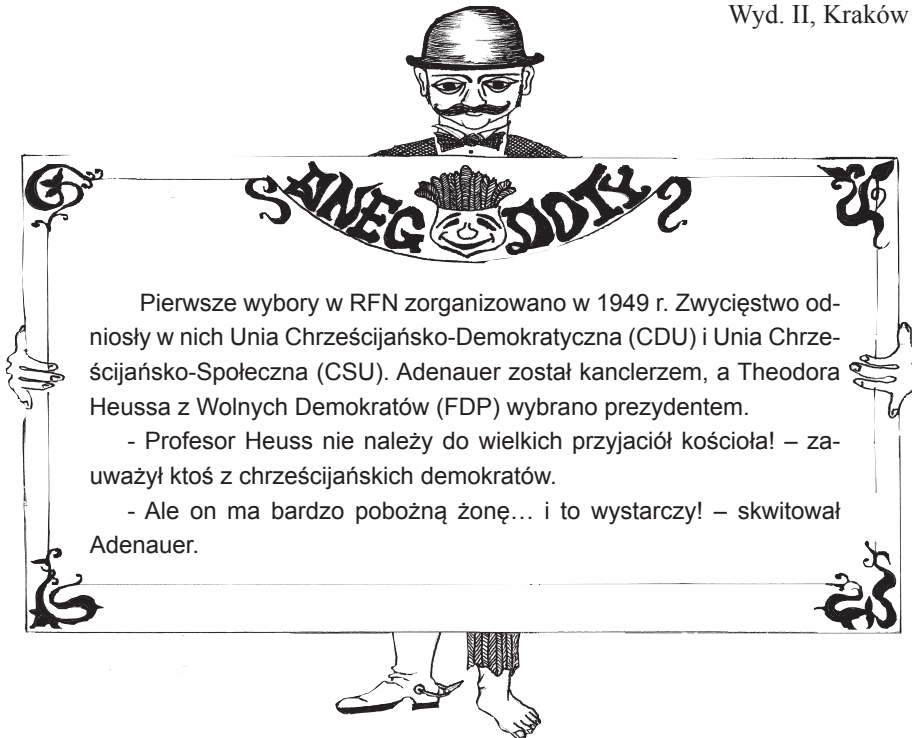 Wyd. II, Kraków
ANEGDOTY
Pierwsze wybory w RFN zorganizowano w 1949 r. Zwycięstwo od-
niosły w nich Unia Chrześcijańsko-Demokratyczna (CDU) i Unia Chrze-
ścijańsko-Społeczna (CSU). Adenauer został kanclerzem, a Theodora
Heussa z Wolnych Demokratów (FDP) wybrano prezydentem.
- Profesor Heuss nie należy do wielkich przyjaciół kościoła! – za-
uważył ktoś z chrześcijańskich demokratów.
- Ale on ma bardzo pobożną żonę… i to wystarczy! – skwitował
Adenauer.